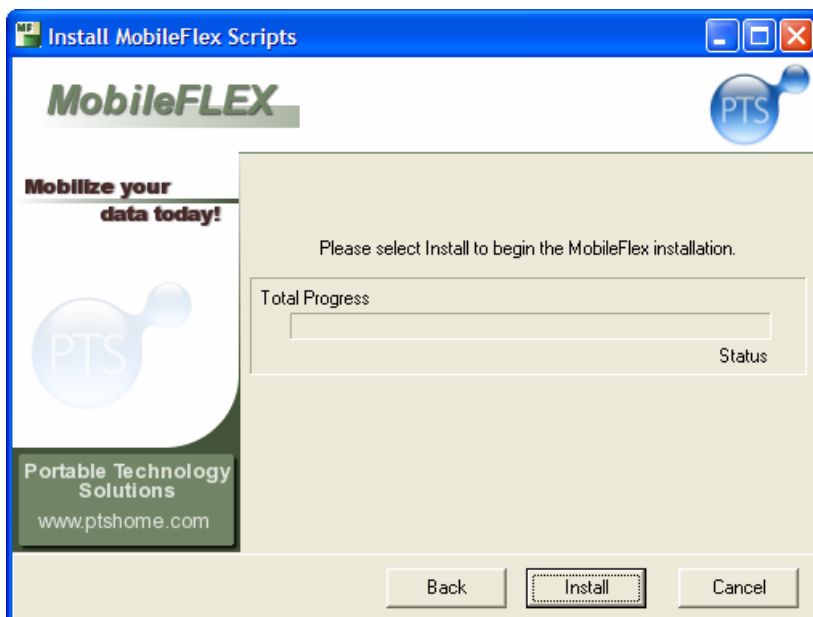 MF
Install MobileFlex Scripts
MobileFLEX
PTS
Mobilize your
data today!
Please select Install to begin the MobileFlex installation.
Total Progress
Status
PTS
Portable Technology
Solutions
www.ptshome.com
Back
Install
Cancel